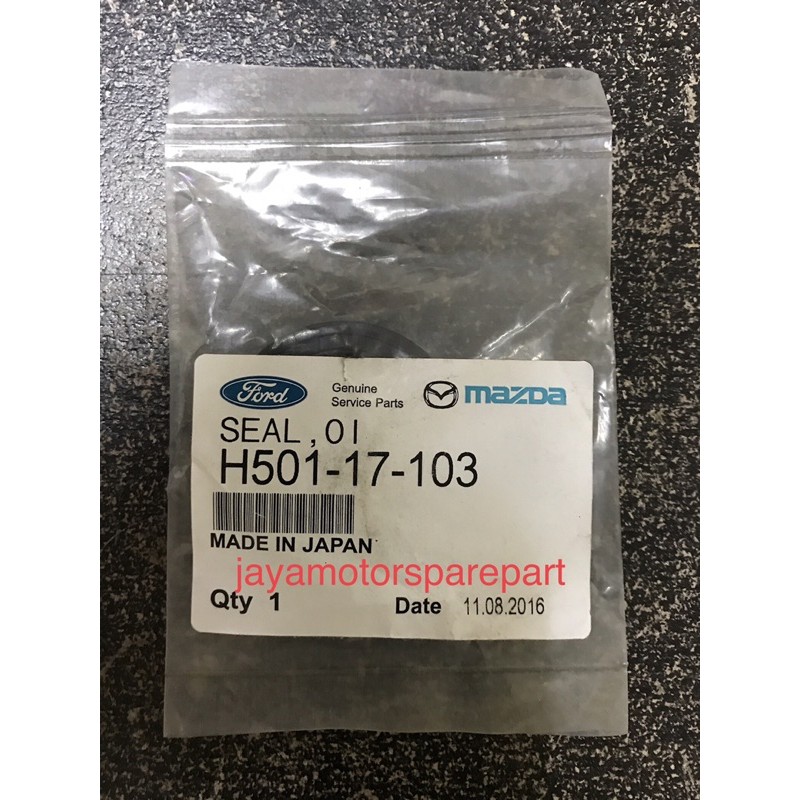 Ford
Genuine
Service Parts
mazda
SEAL,OI
H501-17-103
MADE IN JAPAN
jayamotorsparepart
Qty 1
Date 11.08.2016